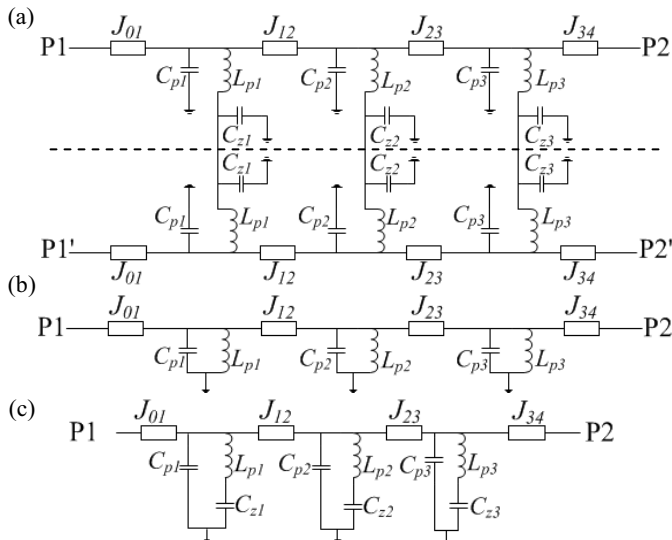 (a)
J01 J12 J23 J34
P1 P2
Cp1 Lp1 Cp2 Lp2 Cp3 Lp3
Cz1 Cz2 Cz3
Cz1 Cz2 Cz3
Cp1 Lp1 Cp2 Lp2 Cp3 Lp3
P1' P2'
J01 J12 J23 J34
(b)
J01 J12 J23 J34
P1 P2
Cp1 Lp1 Cp2 Lp2 Cp3 Lp3
(c)
J01 J12 J23 J34
P1 P2
Cp1 Lp1 Cp2 Lp2 Cp3 Lp3
Cz1 Cz2 Cz3